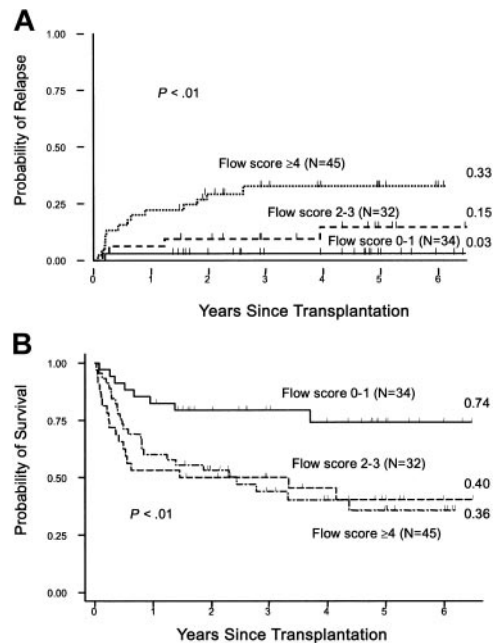 A
Probability of Relapse
1.00
0.75
0.50
0.25
0.00
P < .01
Flow score ≥4 (N=45)
0.33
Flow score 2-3 (N=32)
0.15
Flow score 0-1 (N=34)
0.03
0 1 2 3 4 5 6
Years Since Transplantation
B
Probability of Survival
1.00
0.75
0.50
0.25
0.00
Flow score 0-1 (N=34)
0.74
Flow score 2-3 (N=32)
0.40
0.36
P < .01
Flow score ≥4 (N=45)
0 1 2 3 4 5 6
Years Since Transplantation